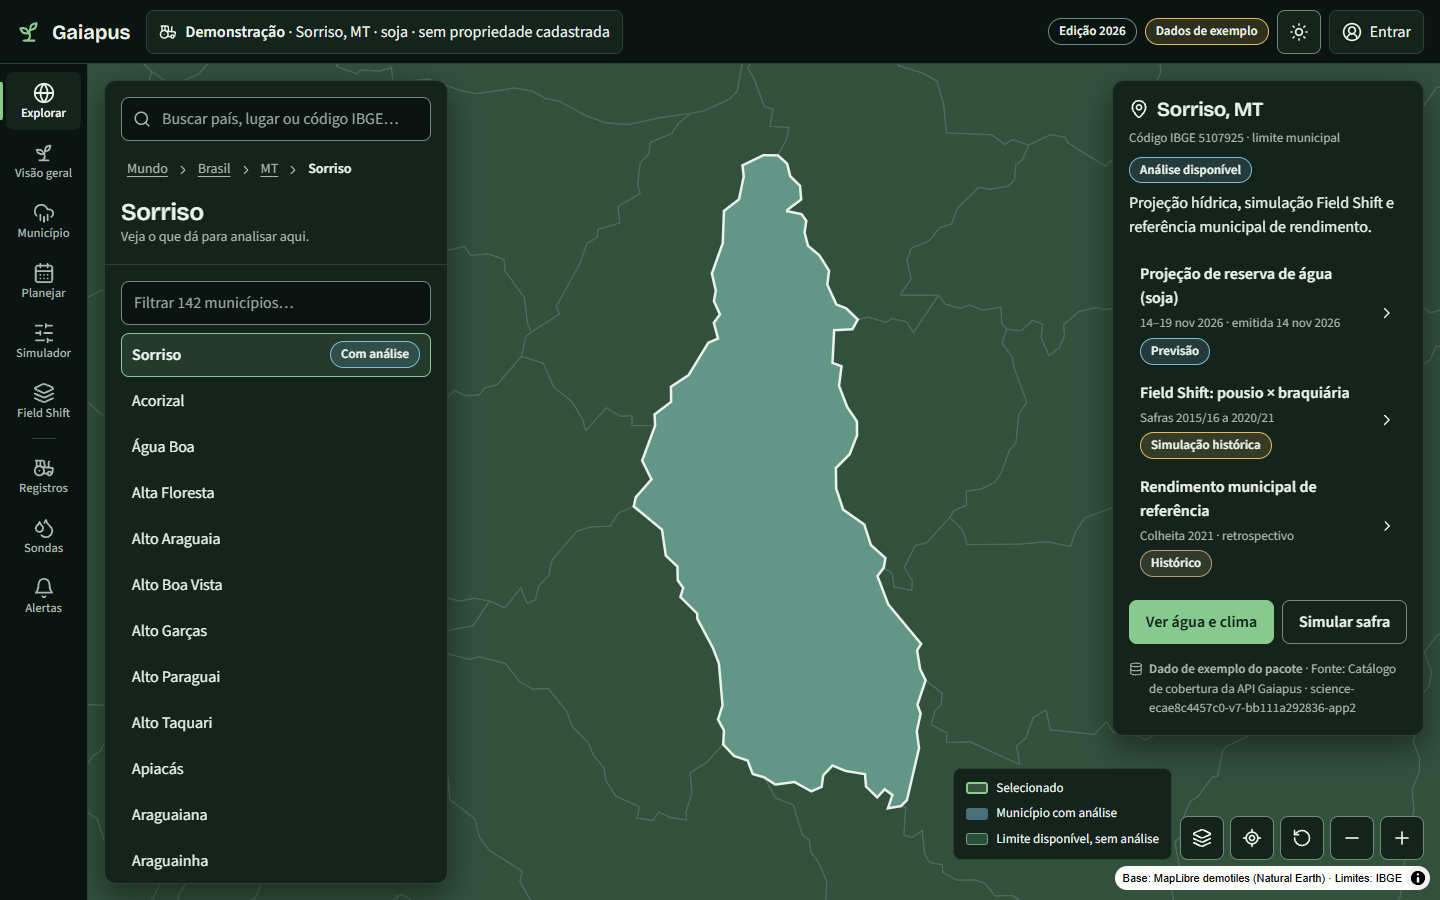 Gaiapus
Demonstração · Sorriso, MT · soja · sem propriedade cadastrada
Edição 2026
Dados de exemplo
Entrar
Explorar
Visão geral
Município
Planejar
Simulador
Field Shift
Registros
Sondas
Alertas
Buscar país, lugar ou código IBGE…
Mundo > Brasil > MT > Sorriso
Sorriso
Veja o que dá para analisar aqui.
Filtrar 142 municípios…
Sorriso
Com análise
Acorizal
Água Boa
Alta Floresta
Alto Araguaia
Alto Boa Vista
Alto Garças
Alto Paraguai
Alto Taquari
Apiacás
Araguaiana
Araguainha
Sorriso, MT
Código IBGE 5107925 · limite municipal
Análise disponível
Projeção hídrica, simulação Field Shift e
referência municipal de rendimento.
Projeção de reserva de água
(soja)
14–19 nov 2026 · emitida 14 nov 2026
Previsão
Field Shift: pousio × braquiária
Safras 2015/16 a 2020/21
Simulação histórica
Rendimento municipal de
referência
Colheita 2021 · retrospectivo
Histórico
Ver água e clima
Simular safra
Dado de exemplo do pacote · Fonte: Catálogo
de cobertura da API Gaiapus · science-
ecae8c4457c0-v7-bb111a292836-app2
Selecionado
Município com análise
Limite disponível, sem análise
Base: MapLibre demotiles (Natural Earth) · Limites: IBGE